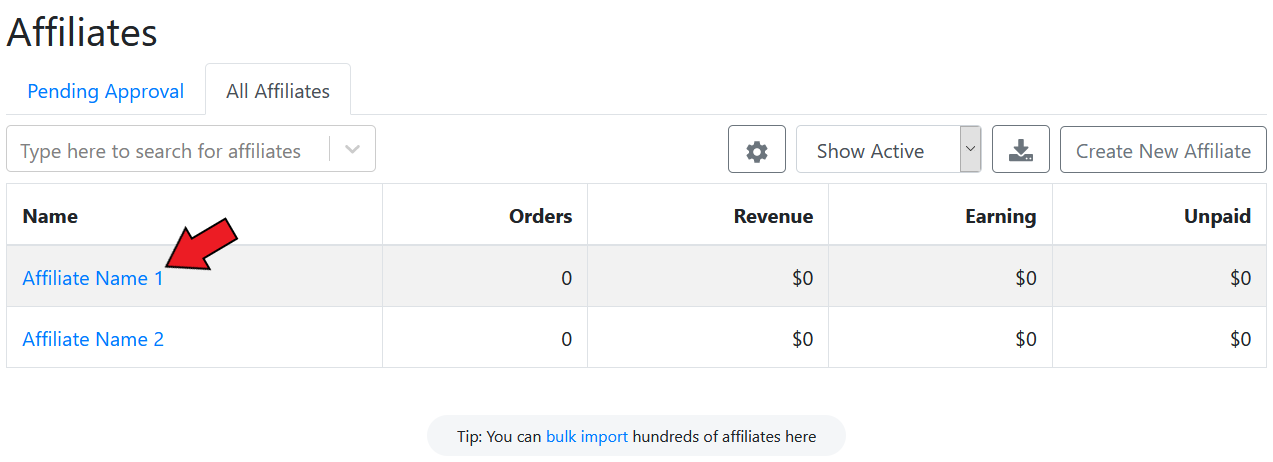 Affiliates
Pending Approval All Affiliates
Type here to search for affiliates Show Active Create New Affiliate
Name Orders Revenue Earning Unpaid
Affiliate Name 1 0 $0 $0 $0
Affiliate Name 2 0 $0 $0 $0
Tip: You can bulk import hundreds of affiliates here